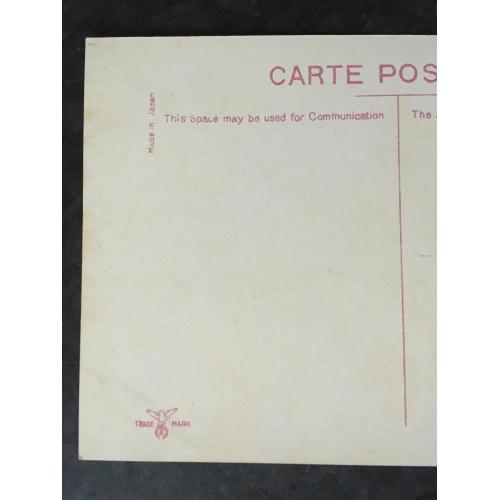 CARTE POS
Made in Japan
This Space may be used for Communication
The
TRADE MARK